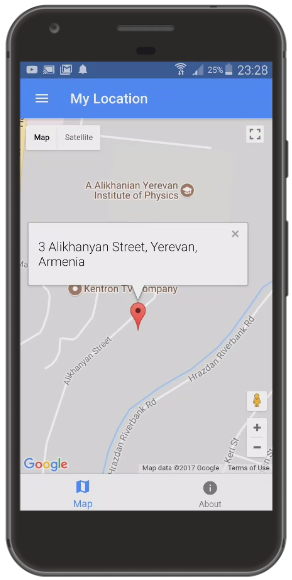 25% 23:28
My Location
Map Satellite
A.Alikhanian Yerevan
Institute of Physics
×
3 Alikhanyan Street, Yerevan,
Armenia
Kentron TV Company
Alikhanyan Street
Hrazdan Riverbank Rd
Hrazdan Riverbank Rd
Keri St
+
−
Google
Map data ©2017 Google Terms of Use
Map
About